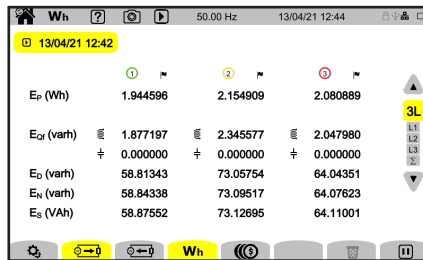 Wh ? 50.00 Hz 13/04/21 12:44
13/04/21 12:42
1 2 3
EP (Wh) 1.944596 2.154909 2.080889
3L
EQf (varh) 1.877197 2.345577 2.047980
L1
L2
0.000000 0.000000 0.000000
L3
Σ
ED (varh) 58.81343 73.05754 64.04351
EN (varh) 58.84338 73.09517 64.07623
ES (VAh) 58.87552 73.12695 64.11001
Wh